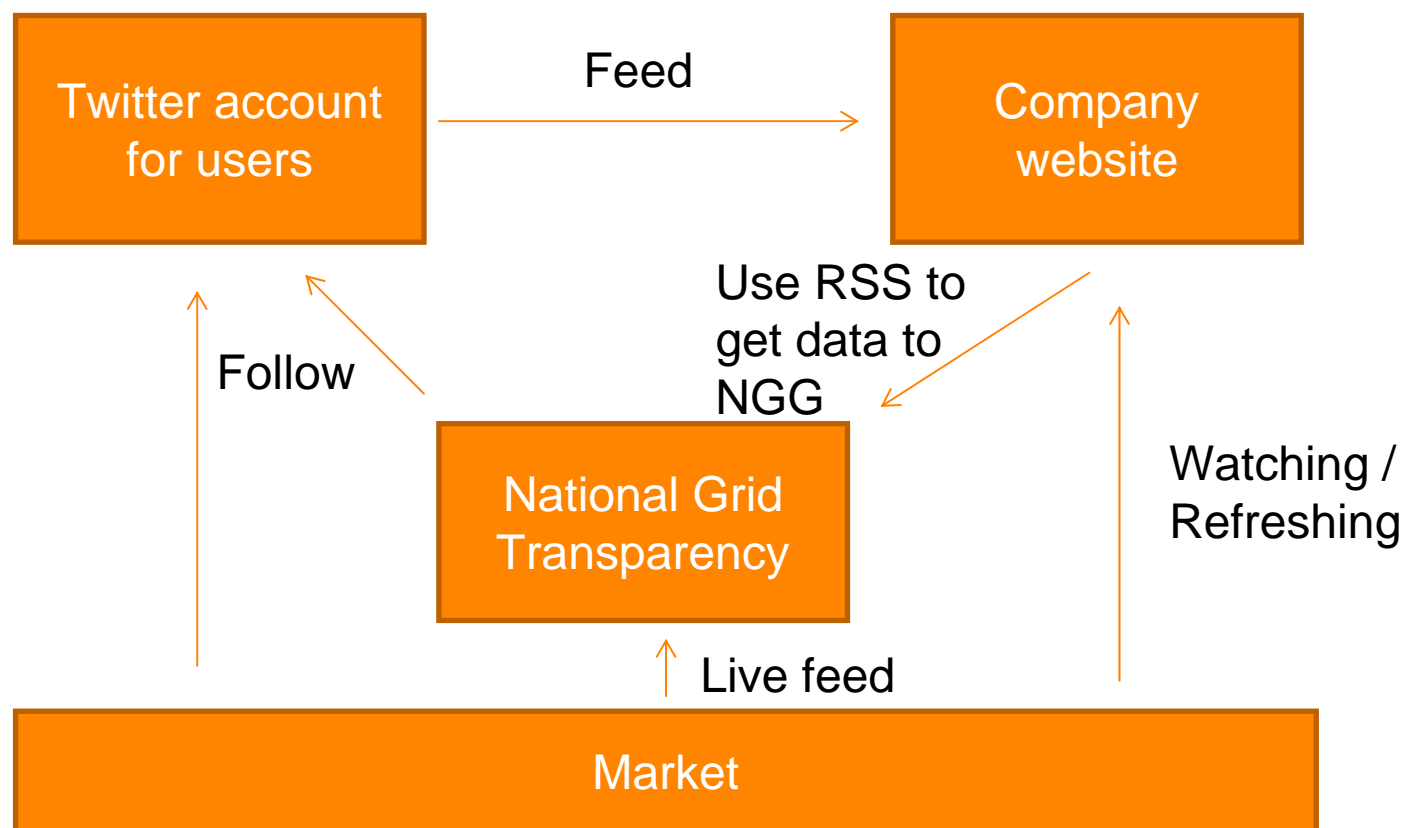 Twitter account
for users
Feed
Company
website
Use RSS to
get data to
NGG
Follow
National Grid
Transparency
Watching /
Refreshing
Live feed
Market